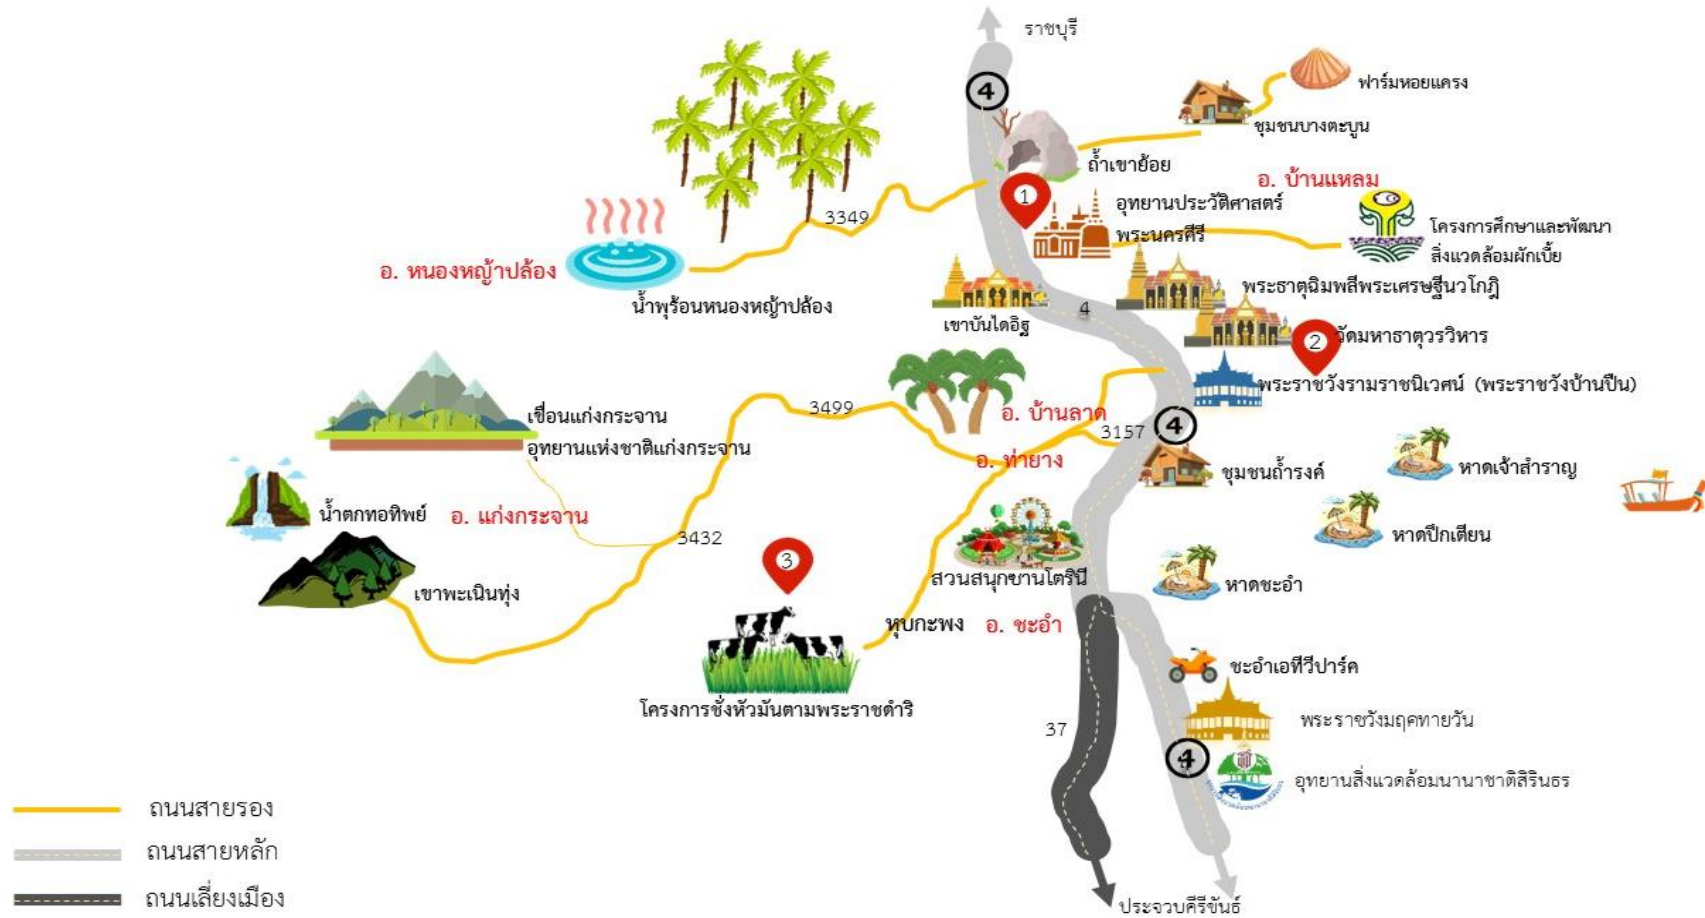 ราชบุรี
4
ฟาร์มหอยแครง
ชุมชนบางตะบูน
ถ้ำเขาย้อย
อ. บ้านแหลม
1
อุทยานประวัติศาสตร์
พระนครคีรี
3349
โครงการศึกษาและพัฒนา
สิ่งแวดล้อมผักเบี้ย
อ. หนองหญ้าปล้อง
น้ำพุร้อนหนองหญ้าปล้อง
พระธาตุฉิมพลีพระเศรษฐีนวโกฏิ
4
เขาบันไดอิฐ
2
วัดมหาธาตุวรวิหาร
พระราชวังรามราชนิเวศน์ (พระราชวังบ้านปืน)
3499
อ. บ้านลาด
เขื่อนแก่งกระจาน
อุทยานแห่งชาติแก่งกระจาน
3157
4
อ. ท่ายาง
ชุมชนถ้ำรงค์
หาดเจ้าสำราญ
น้ำตกทอทิพย์
อ. แก่งกระจาน
3432
หาดปึกเตียน
3
สวนสนุกซานโตรินี
หาดชะอำ
เขาพะเนินทุ่ง
หุบกะพง
อ. ชะอำ
ชะอำเอทีวีปาร์ค
โครงการชั่งหัวมันตามพระราชดำริ
พระราชวังมฤคทายวัน
37
4
อุทยานสิ่งแวดล้อมนานาชาติสิรินธร
ถนนสายรอง
ถนนสายหลัก
ถนนเลี่ยงเมือง
ประจวบคีรีขันธ์